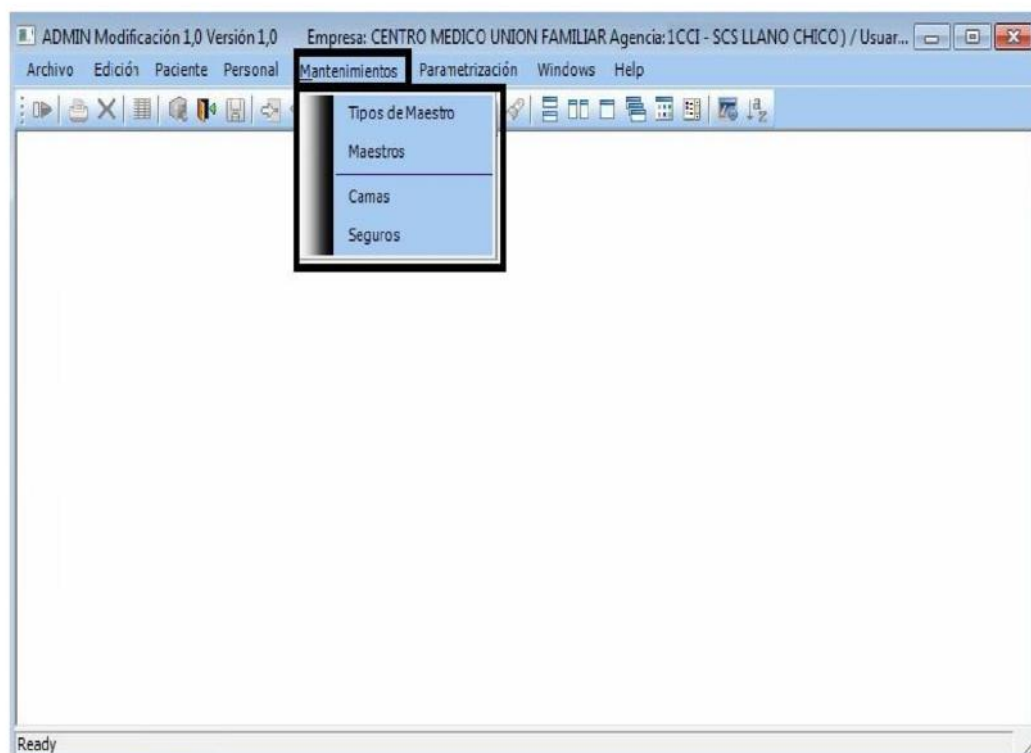 ADMIN Modificación 1,0 Versión 1,0 Empresa: CENTRO MEDICO UNION FAMILIAR Agencia: 1CCI - SCS LLANO CHICO ) / Usuar...
Archivo Edición Paciente Personal Mantenimientos Parametrización Windows Help
Tipos de Maestro
Maestros
Camas
Seguros
Ready